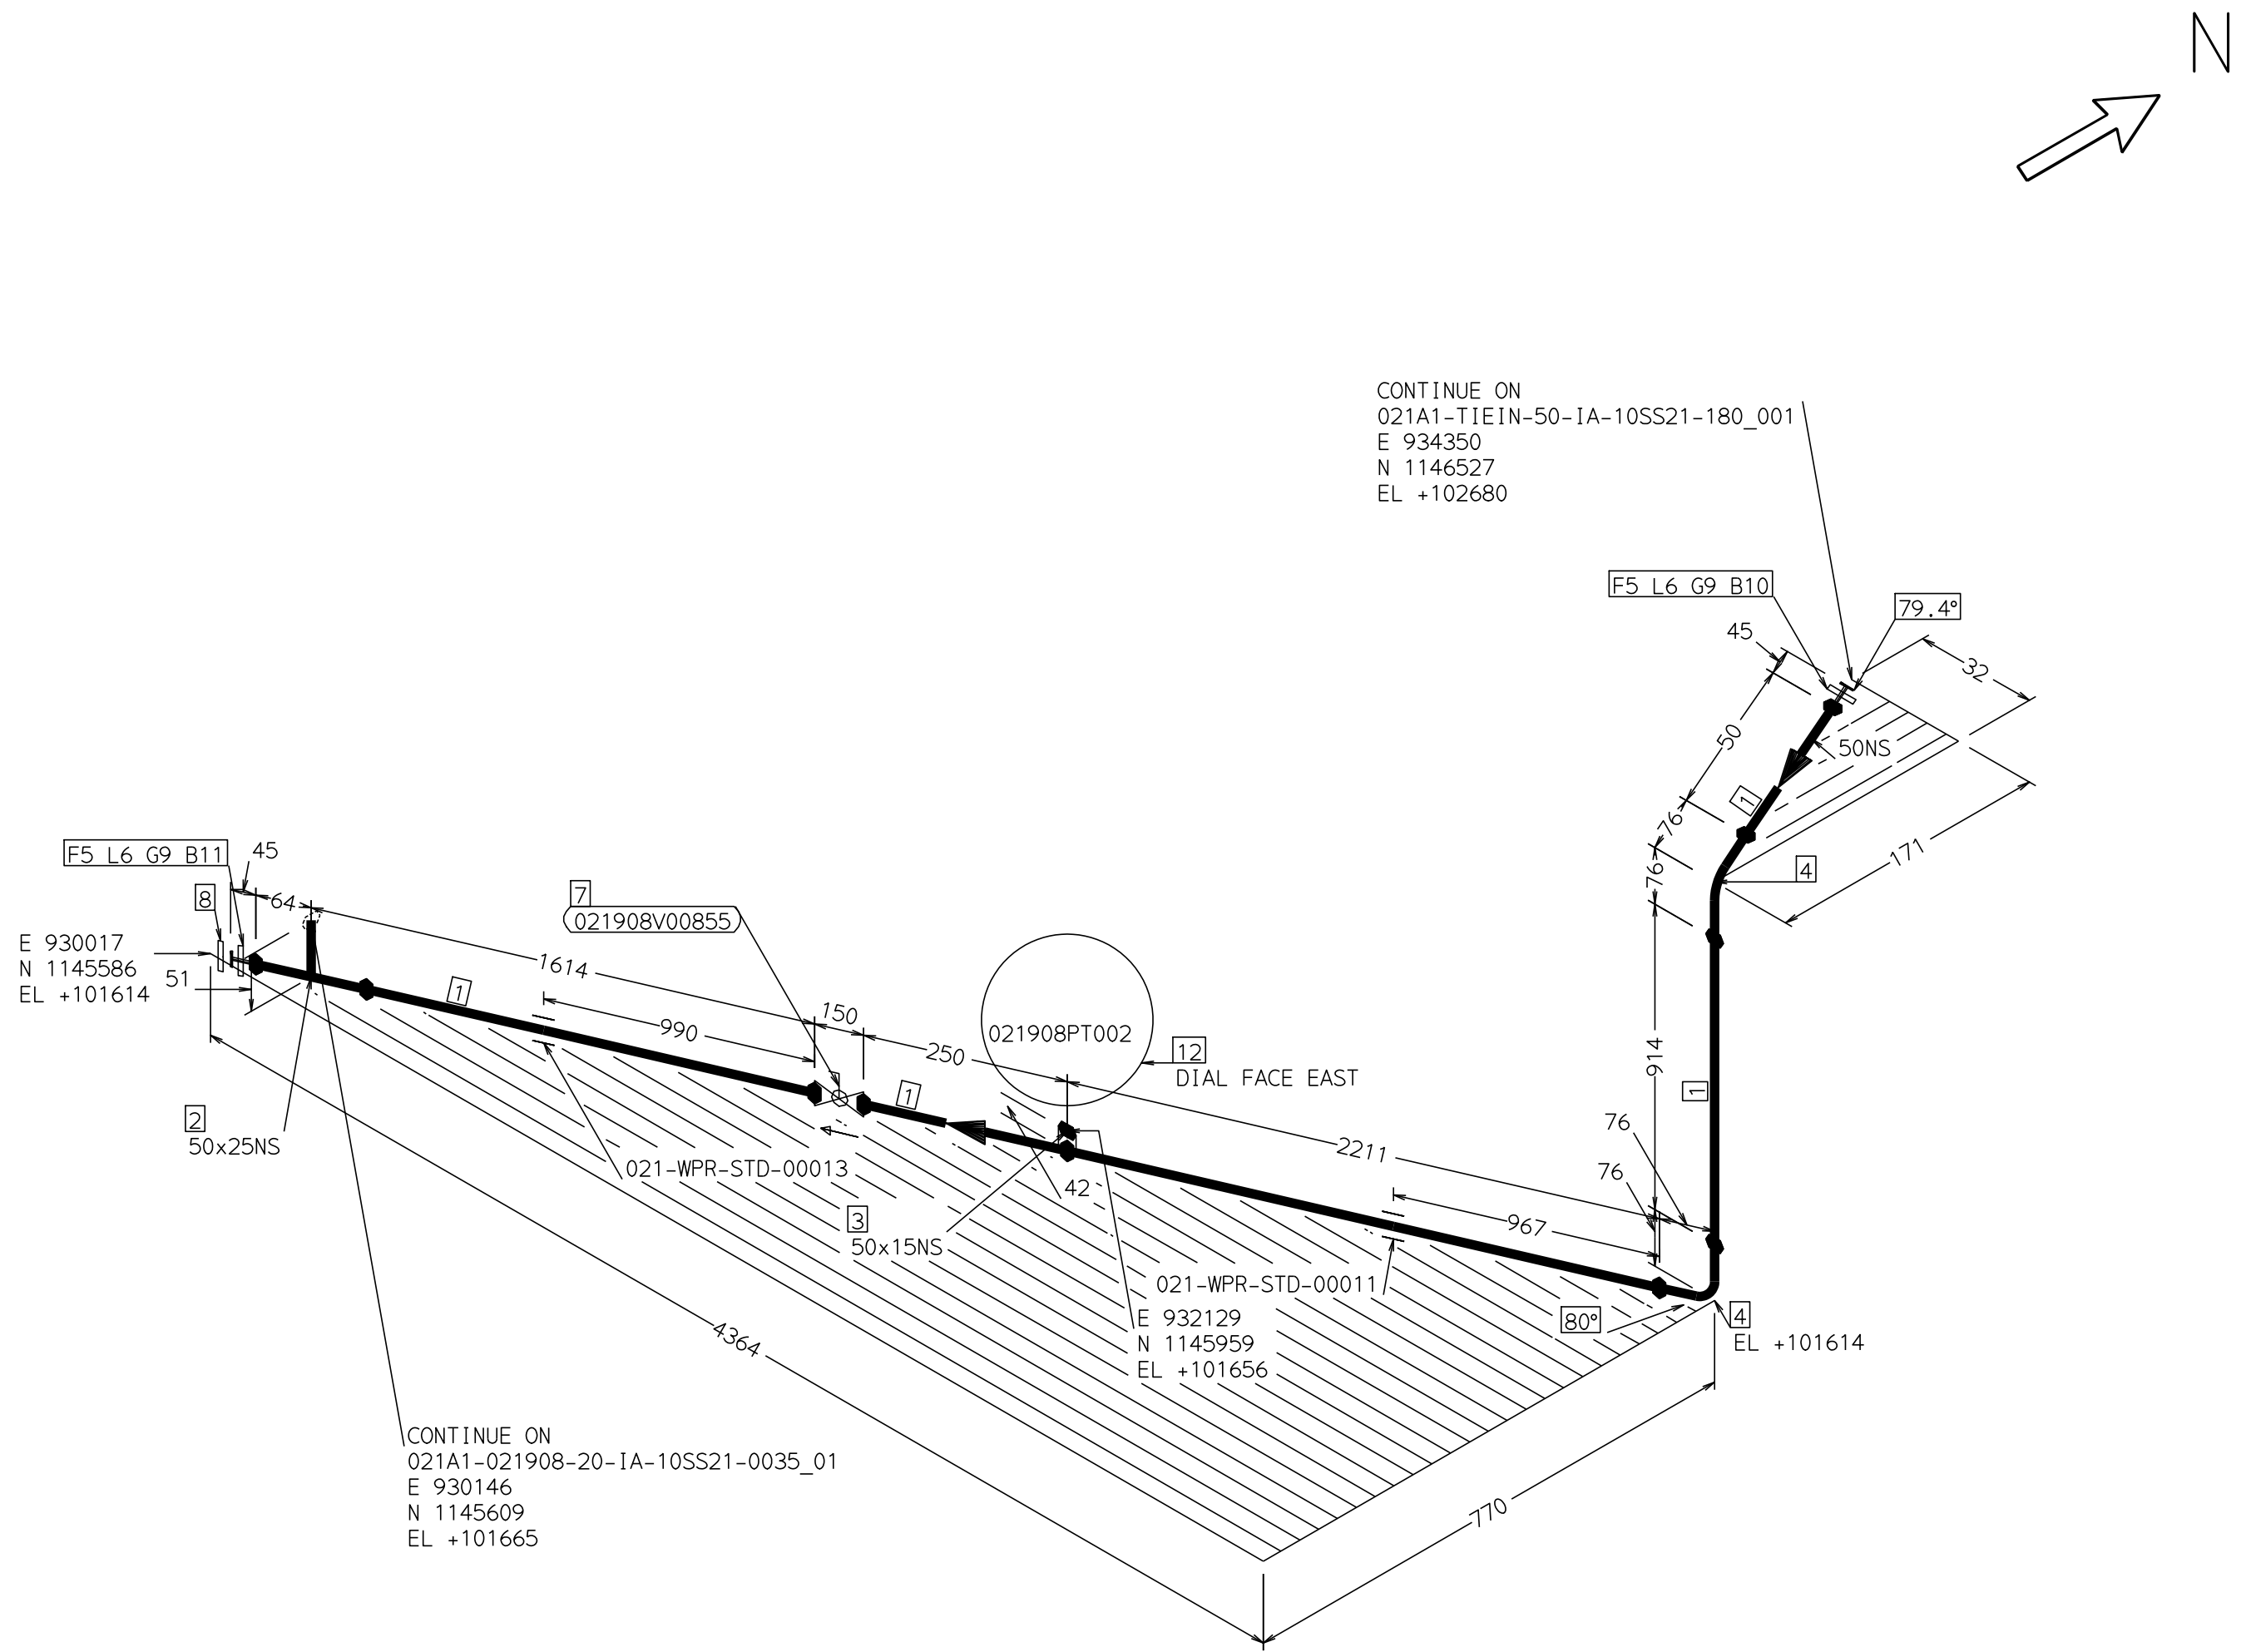 N
CONTINUE ON
021A1-TIEIN-50-IA-10SS21-180_001
E 934350
N 1146527
EL +102680
F5 L6 G9 B10
79.4°
45
32
50
50NS
1
76
76
4
171
914
1
76
76
F5 L6 G9 B11
45
8
64
7
021908V00855
E 930017
N 1145586
EL +101614
51
1
1614
990
150
250
1
021908PT002
12
DIAL FACE EAST
2
50x25NS
021-WPR-STD-00013
42
2211
3
50x15NS
967
021-WPR-STD-00011
E 932129
N 1145959
EL +101656
80°
4
EL +101614
4364
770
CONTINUE ON
021A1-021908-20-IA-10SS21-0035_01
E 930146
N 1145609
EL +101665